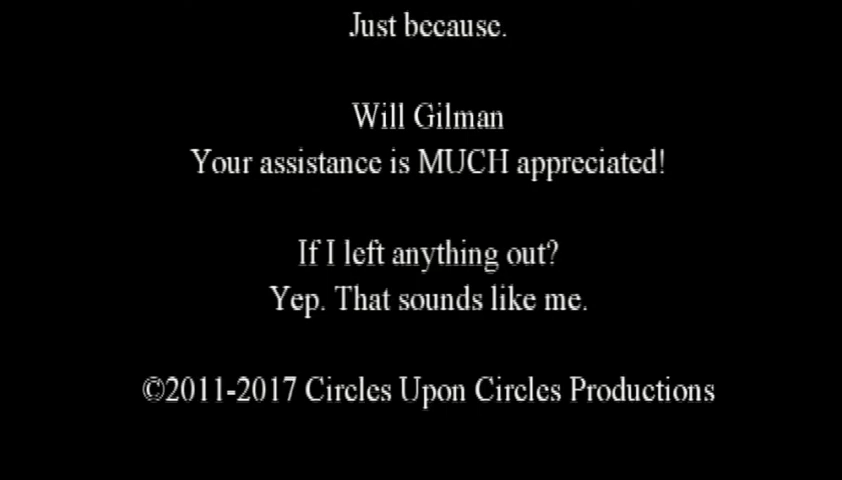 Just because.
Will Gilman
Your assistance is MUCH appreciated!
If I left anything out?
Yep. That sounds like me.
©2011-2017 Circles Upon Circles Productions